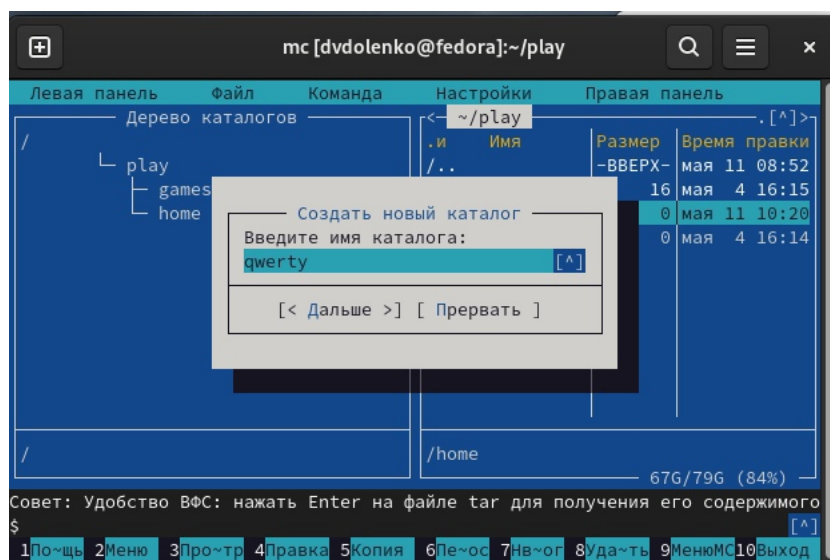 mc [dvdolenko@fedora]:~/play
Левая панель Файл Команда Настройки Правая панель
Дерево каталогов <- ~/play .[^]>
/ .и Имя Размер Время правки
play /.. -ВВЕРХ- мая 11 08:52
games 16 мая 4 16:15
home 0 мая 11 10:20
0 мая 4 16:14
Создать новый каталог
Введите имя каталога:
qwerty [^]
[< Дальше >] [ Прервать ]
/ /home
67G/79G (84%)
Совет: Удобство ВФС: нажать Enter на файле tar для получения его содержимого
$ [^]
1По~щь 2Меню 3Про~тр 4Правка 5Копия 6Пе~ос 7Нв~ог 8Уда~ть 9МенюMC 10Выход